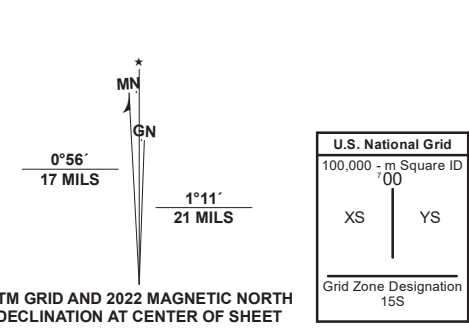 MN
GN
0°56´
17 MILS
1°11´
21 MILS
TM GRID AND 2022 MAGNETIC NORTH
DECLINATION AT CENTER OF SHEET
U.S. National Grid
100,000 - m Square ID
⁷00
XS
YS
Grid Zone Designation
15S